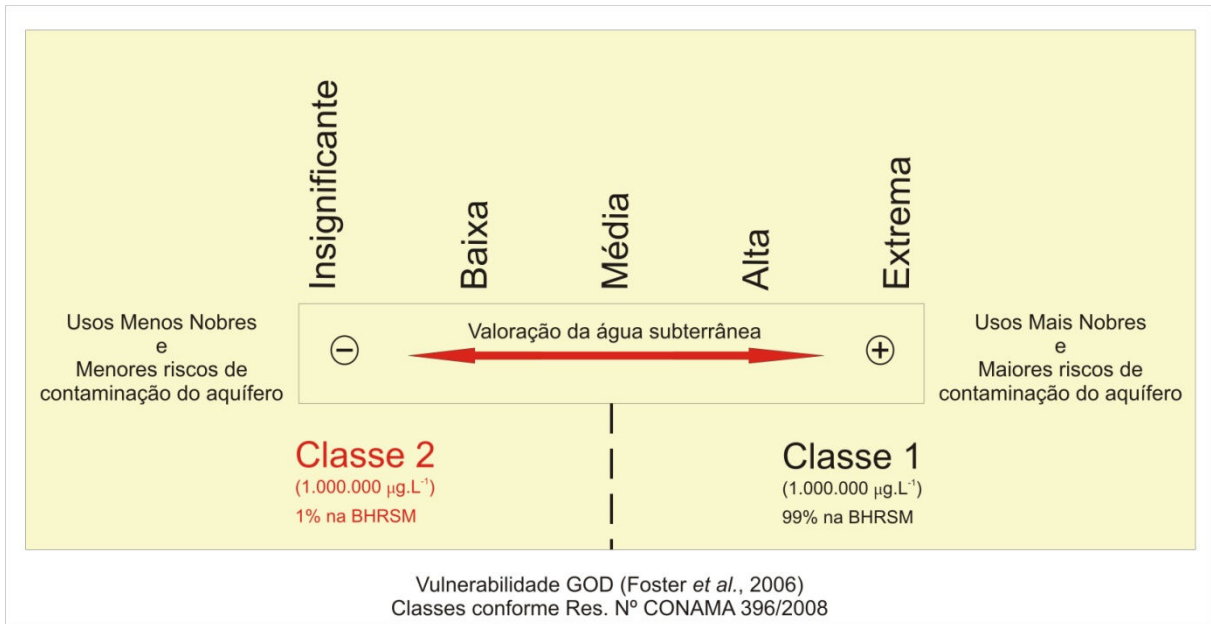 Insignificante
Baixa
Média
Alta
Extrema
Usos Menos Nobres
e
Menores riscos de
contaminação do aquífero
Valoração da água subterrânea
−
+
Usos Mais Nobres
e
Maiores riscos de
contaminação do aquífero
Classe 2
(1.000.000 µg.L⁻¹)
1% na BHRSM
Classe 1
(1.000.000 µg.L⁻¹)
99% na BHRSM
Vulnerabilidade GOD (Foster et al., 2006)
Classes conforme Res. Nº CONAMA 396/2008